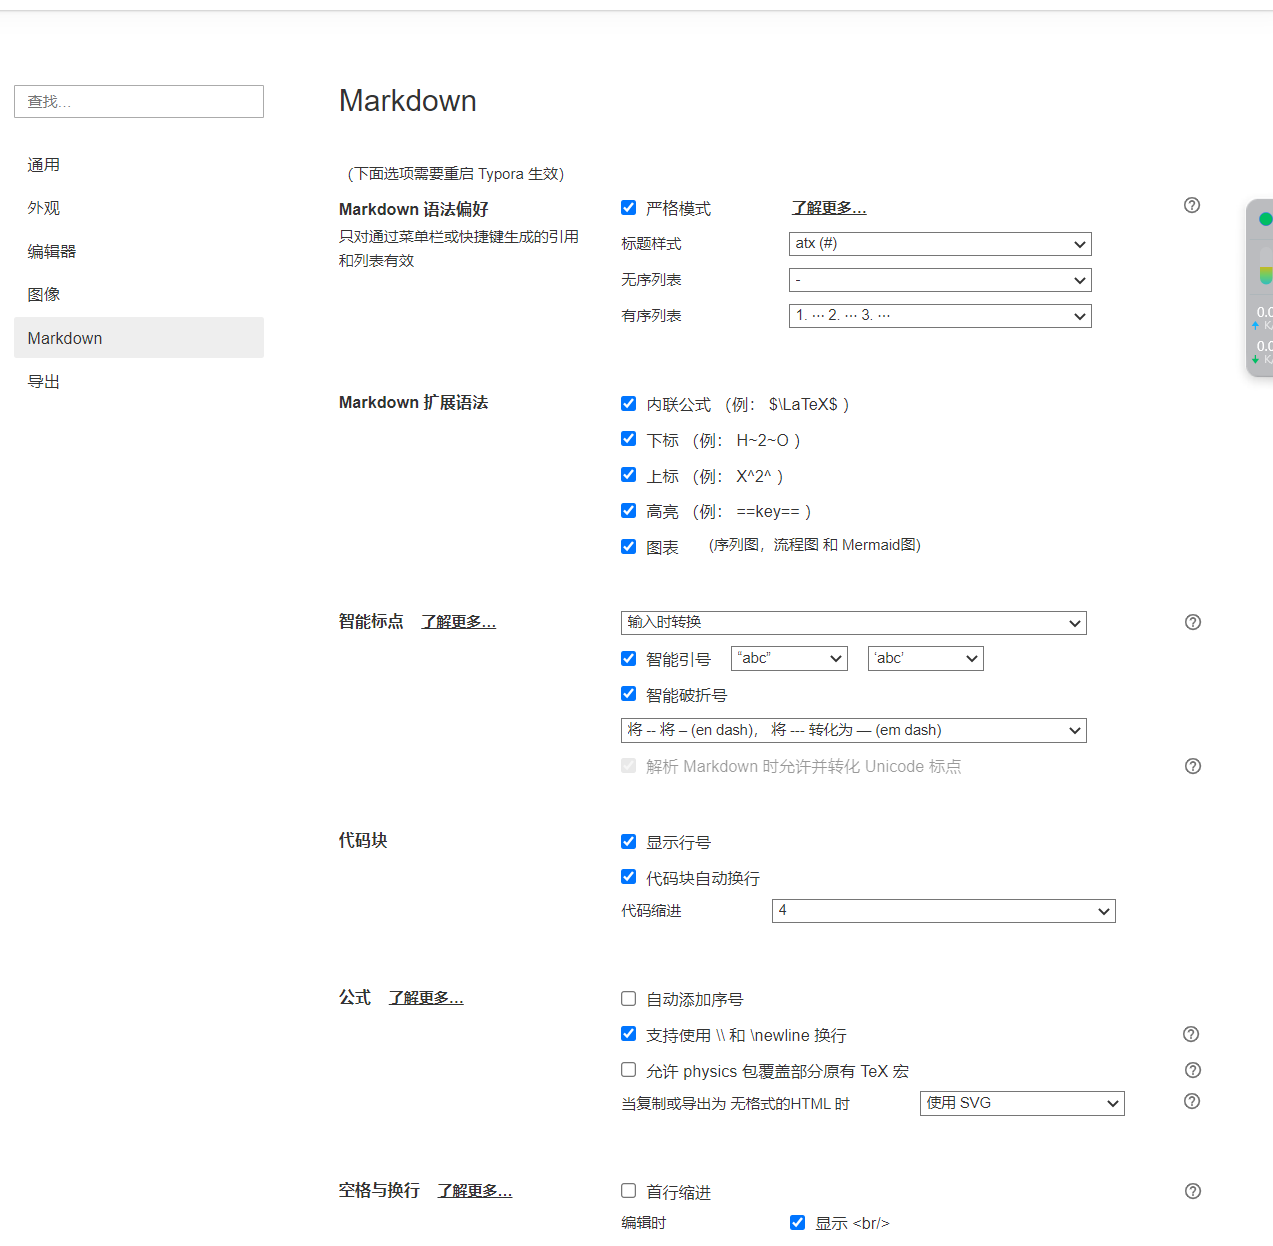 查找...
通用
外观
编辑器
图像
Markdown
导出
Markdown
(下面选项需要重启 Typora 生效)
Markdown 语法偏好
只对通过菜单栏或快捷键生成的引用
和列表有效
严格模式 了解更多...
标题样式 atx (#)
无序列表 -
有序列表 1. ··· 2. ··· 3. ···
Markdown 扩展语法
内联公式 (例: $\LaTeX$ )
下标 (例: H~2~O )
上标 (例: X^2^ )
高亮 (例: ==key== )
图表 (序列图，流程图 和 Mermaid图)
智能标点 了解更多...
输入时转换
智能引号 “abc” ‘abc’
智能破折号
将 -- 将 – (en dash)， 将 --- 转化为 — (em dash)
解析 Markdown 时允许并转化 Unicode 标点
代码块
显示行号
代码块自动换行
代码缩进 4
公式 了解更多...
自动添加序号
支持使用 \\ 和 \newline 换行
允许 physics 包覆盖部分原有 TeX 宏
当复制或导出为 无格式的HTML 时 使用 SVG
空格与换行 了解更多...
首行缩进
编辑时 显示 <br/>